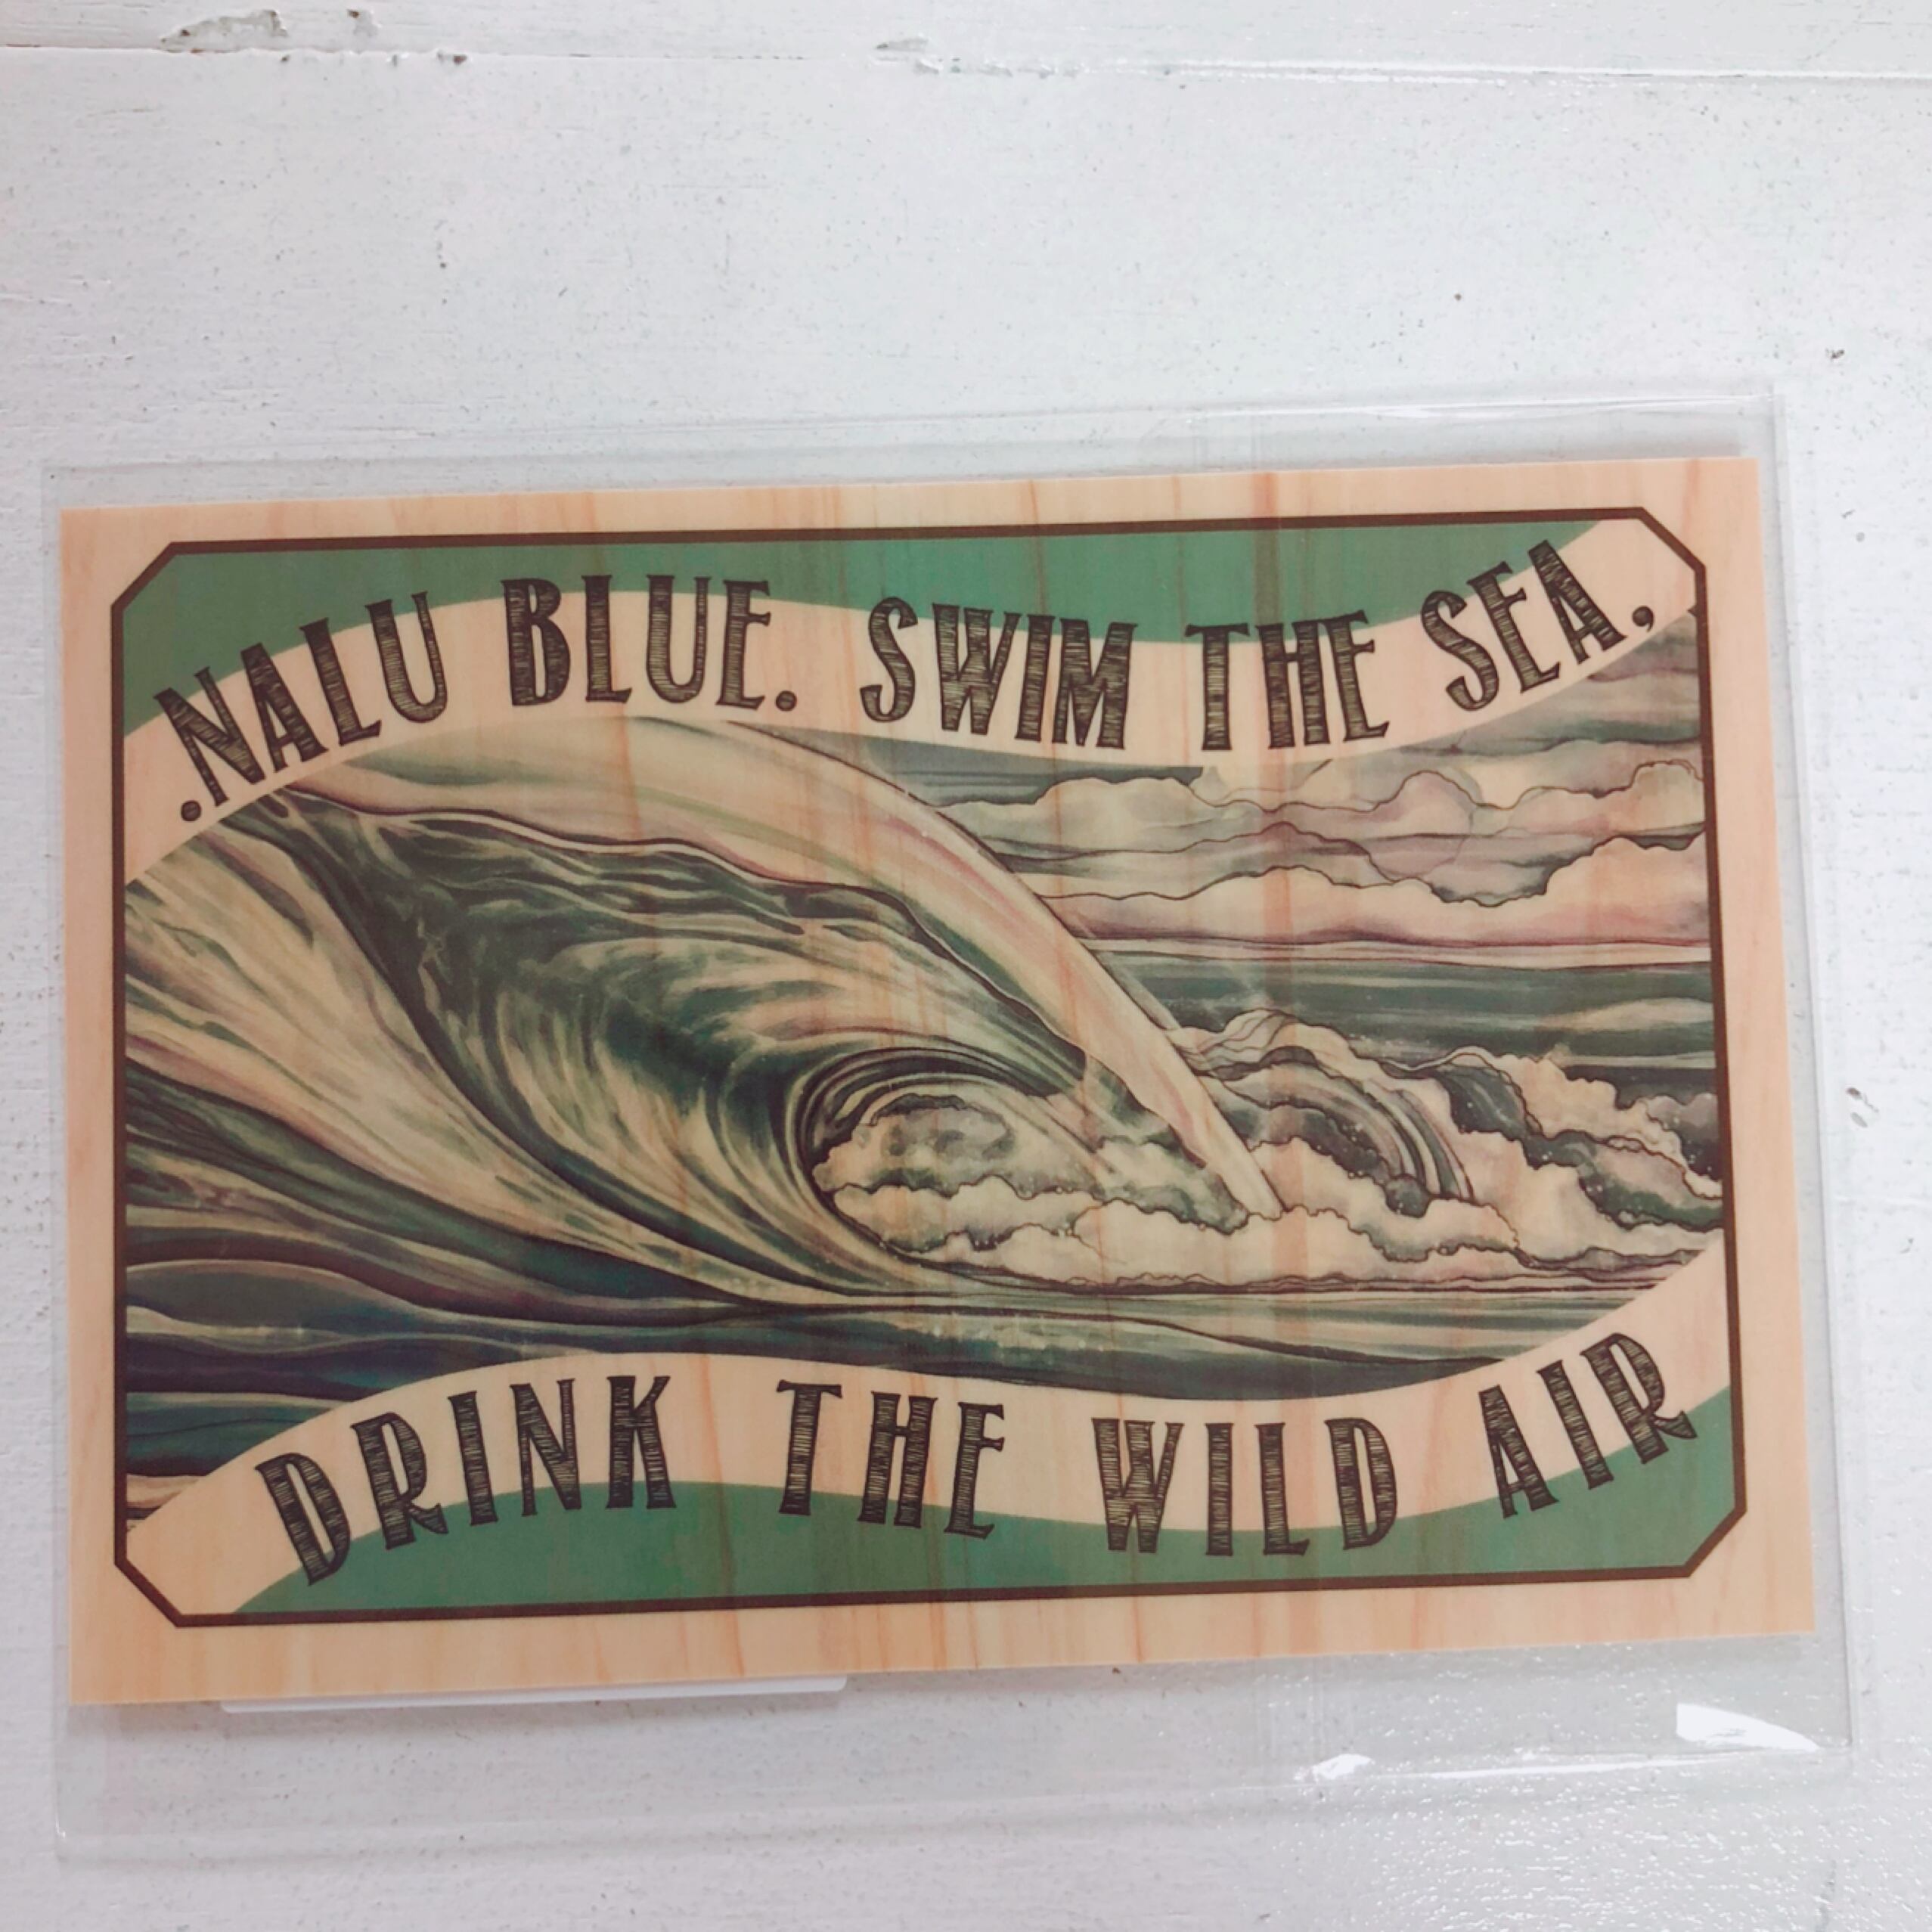 .NALU BLUE. SWIM THE SEA,
DRINK THE WILD AIR